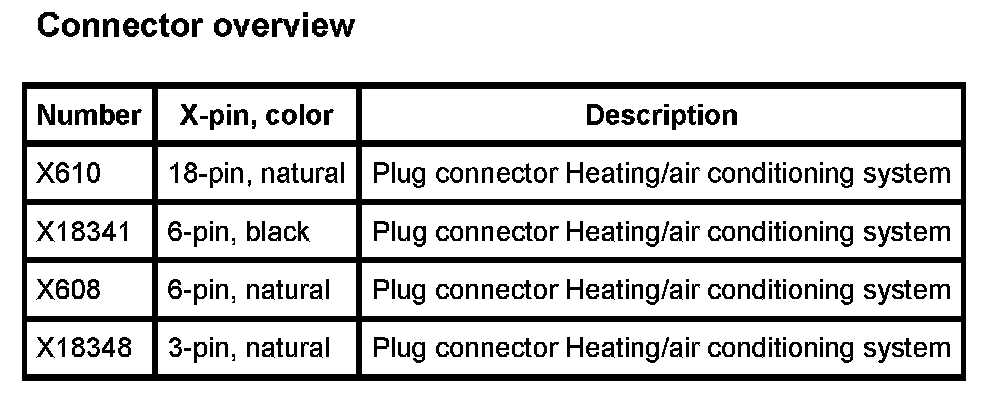 Connector overview
Number X-pin, color Description
X610 18-pin, natural Plug connector Heating/air conditioning system
X18341 6-pin, black Plug connector Heating/air conditioning system
X608 6-pin, natural Plug connector Heating/air conditioning system
X18348 3-pin, natural Plug connector Heating/air conditioning system